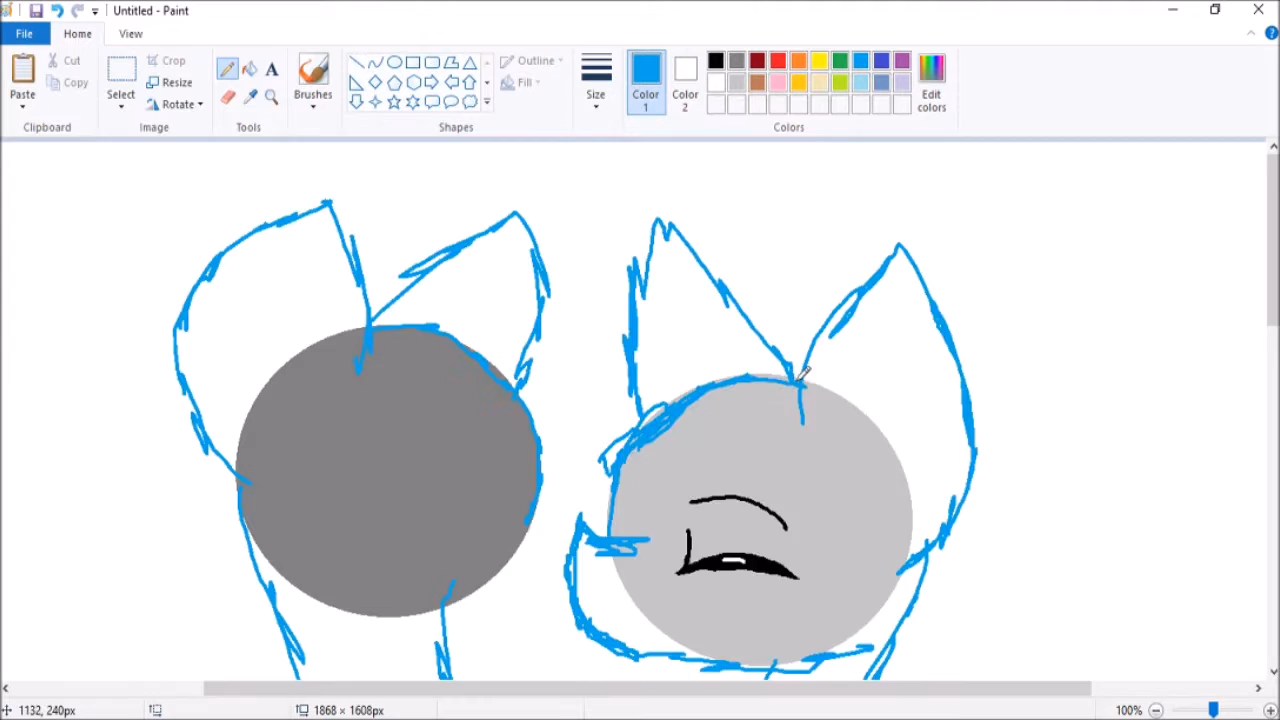 Untitled - Paint
File
Home
View
Paste
Cut
Copy
Clipboard
Select
Crop
Resize
Rotate
Image
A
Tools
Brushes
Outline
Fill
Shapes
Size
Color 1
Color 2
Edit colors
Colors
1132, 240px
1868 × 1608px
100%